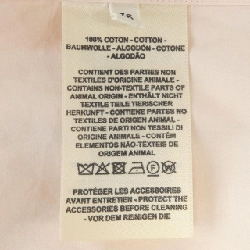 100% COTON - COTTON -
BAUMWOLLE - ALGODÓN - COTONE
- ALGODÃO
CONTIENT DES PARTIES NON
TEXTILES D'ORIGINE ANIMALE -
CONTAINS NON-TEXTILE PARTS OF
ANIMAL ORIGIN - ENTHÄLT NICHT
TEXTILE TEILE TIERISCHER
HERKUNFT - CONTIENE PARTES NO
TEXTILES DE ORIGEN ANIMAL -
CONTIENE PARTI NON TESSILI DI
ORIGINE ANIMALE - CONTÉM
ELEMENTOS NÃO-TÊXTEIS DE
ORIGEM ANIMAL
PROTÉGER LES ACCESSOIRES
AVANT ENTRETIEN - PROTECT THE
ACCESSORIES BEFORE CLEANING
- VOR DEM REINIGEN DIE